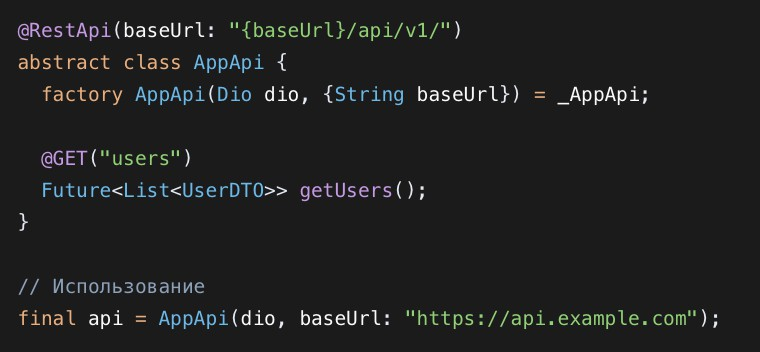 @RestApi(baseUrl: "{baseUrl}/api/v1/")
abstract class AppApi {
  factory AppApi(Dio dio, {String baseUrl}) = _AppApi;

  @GET("users")
  Future<List<UserDTO>> getUsers();
}

// Использование
final api = AppApi(dio, baseUrl: "https://api.example.com");